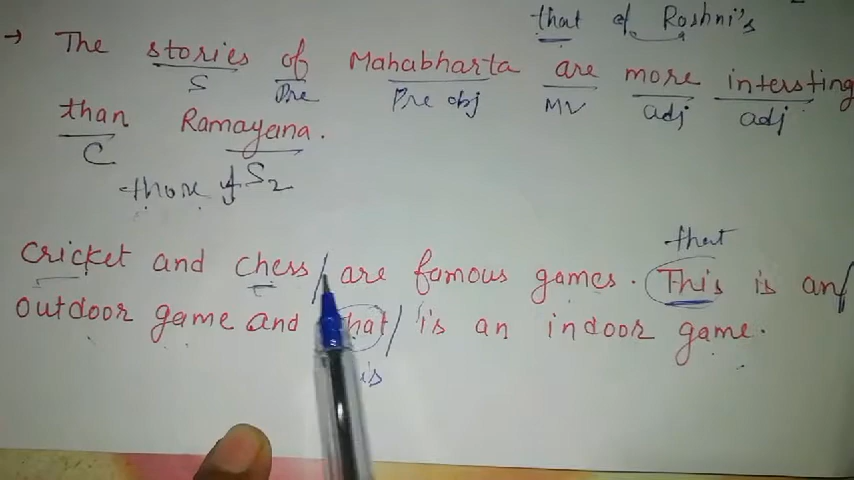 that of Roshni's
→ The stories of Mahabharta are more intersting
S Pre Pre obj MV adj adj
than Ramayana.
C those of S2
that
Cricket and chess / are famous games. This is an /
outdoor game and that / is an indoor game.
is